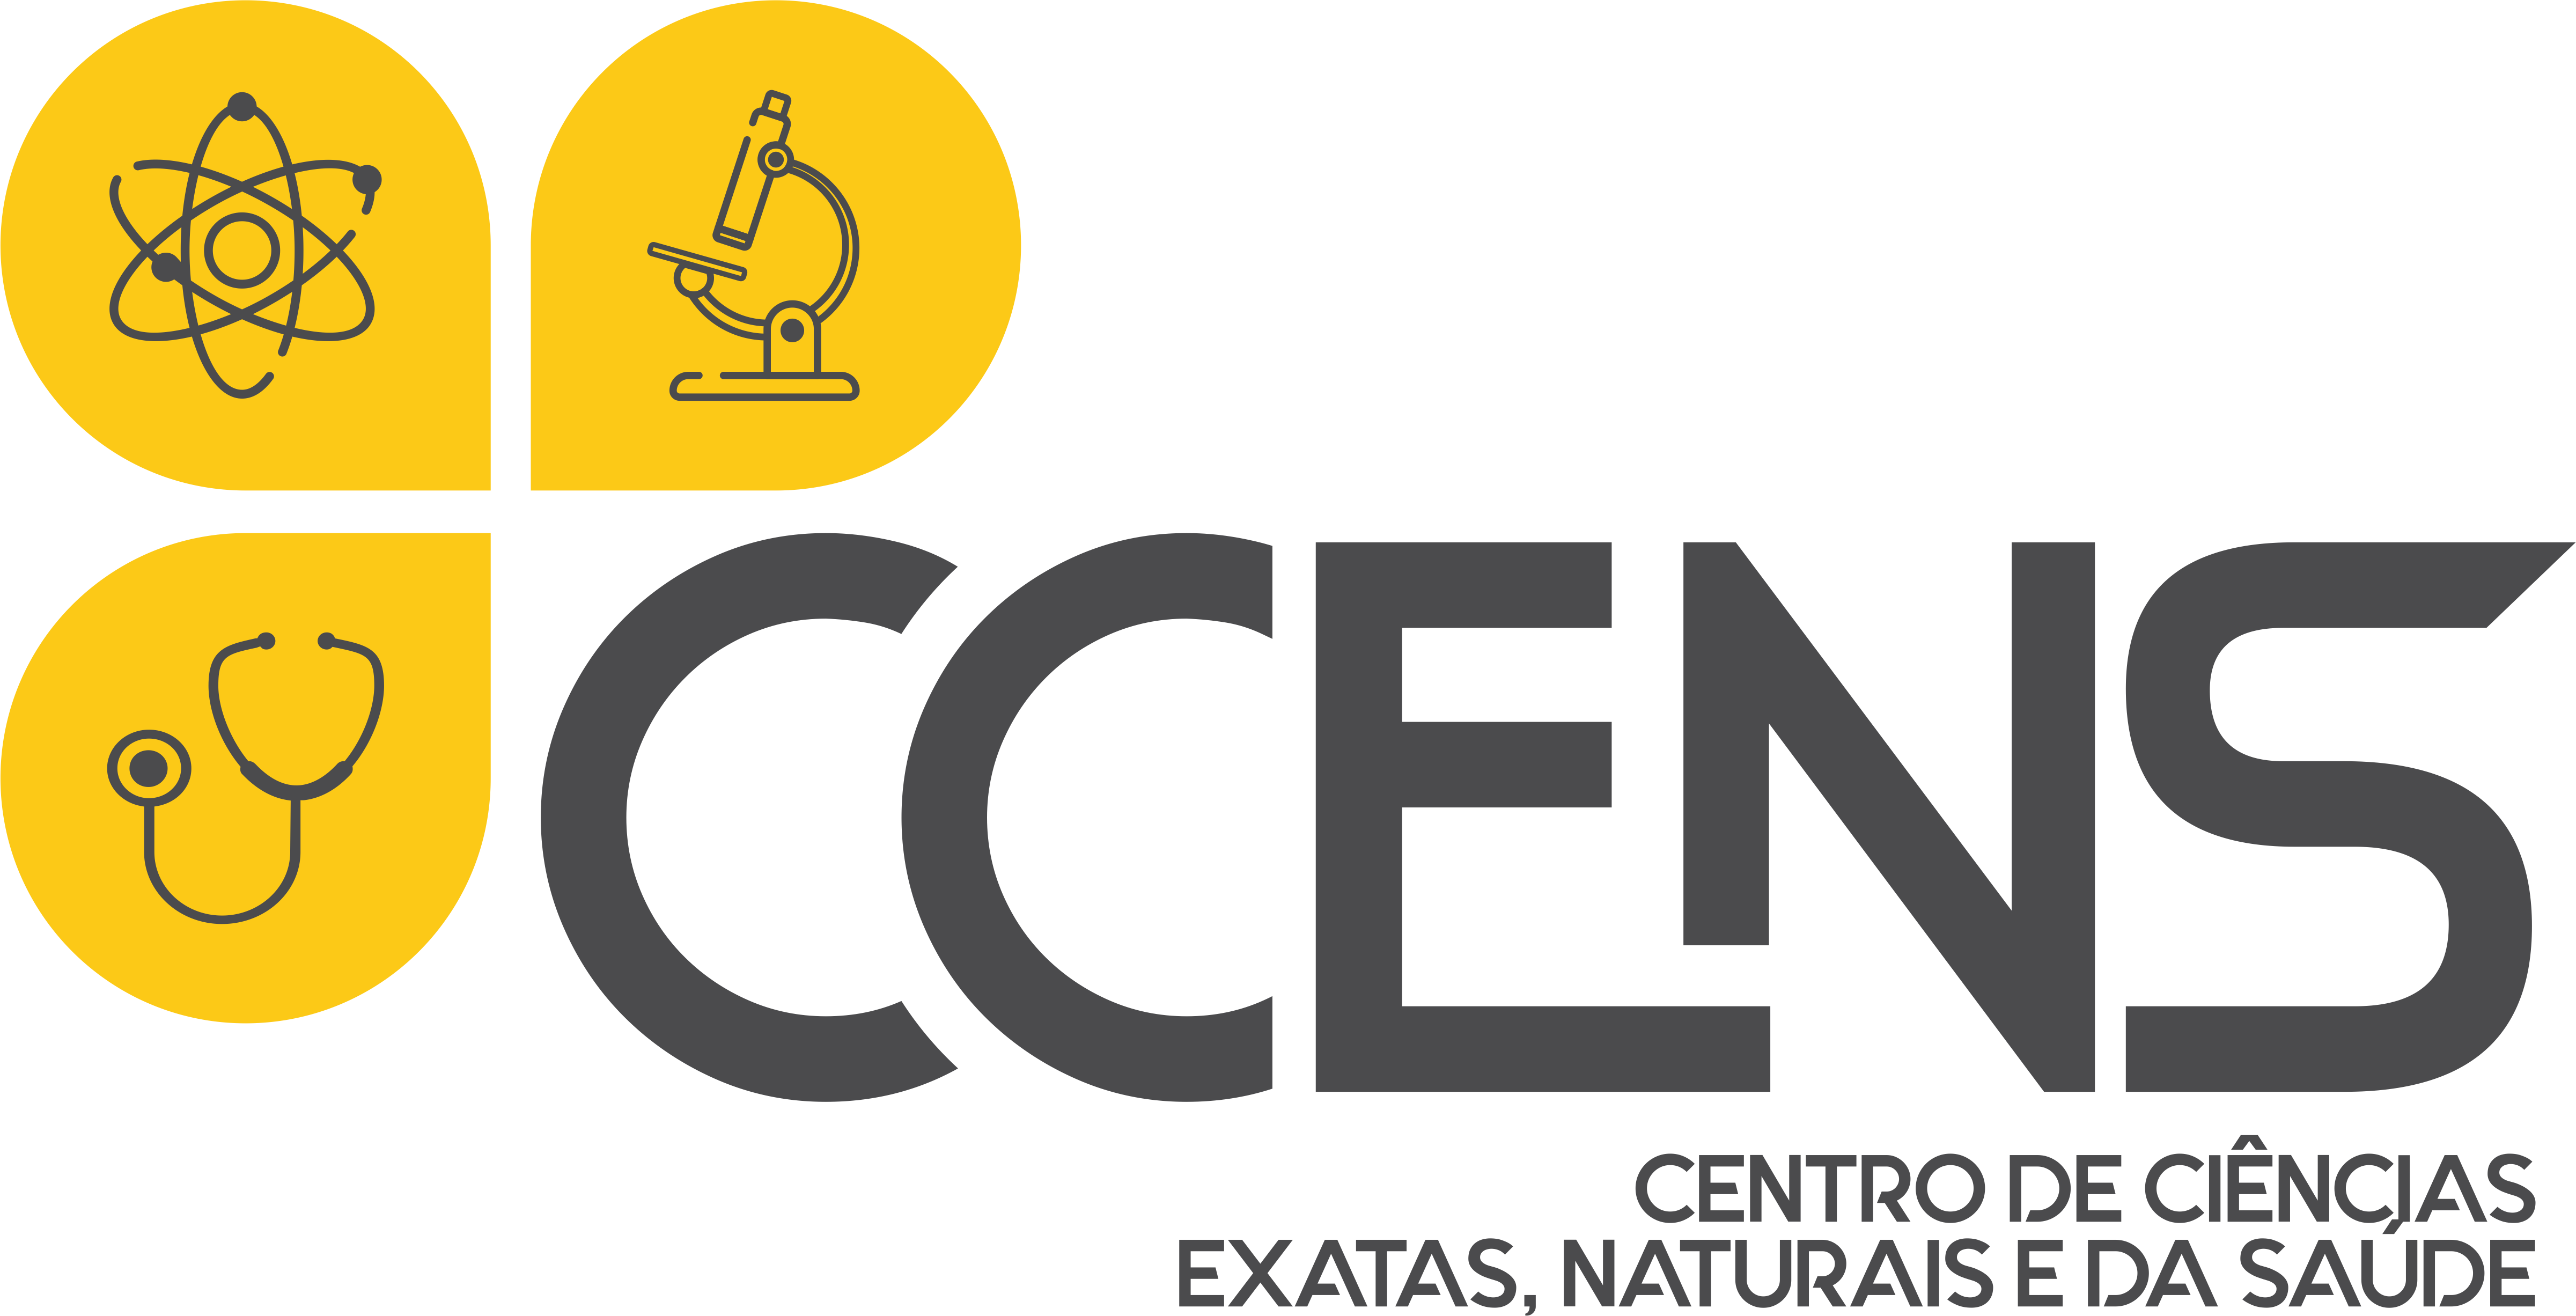 CCENS
CENTRO DE CIÊNCIAS
EXATAS, NATURAIS E DA SAÚDE